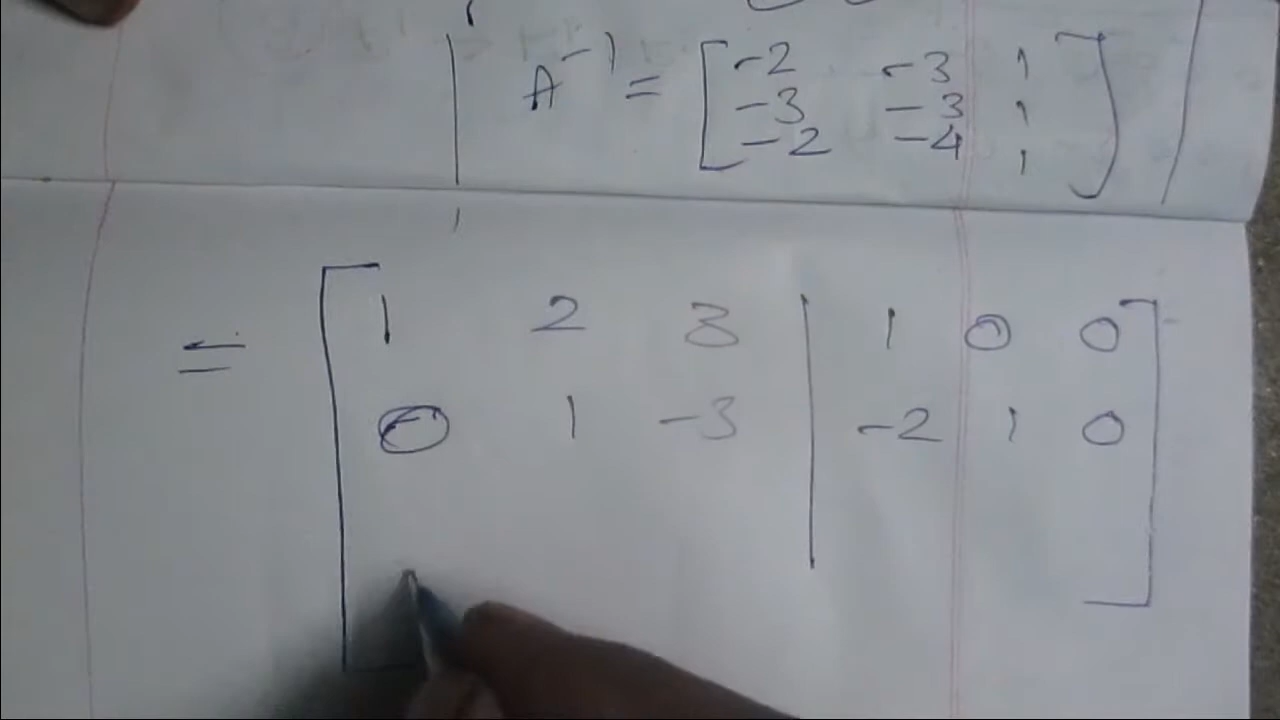 A⁻¹ = [ -2 -3 1
-3 -3 1
-2 -4 1 ]
= [ 1 2 3 | 1 0 0
0 1 -3 | -2 1 0 ]